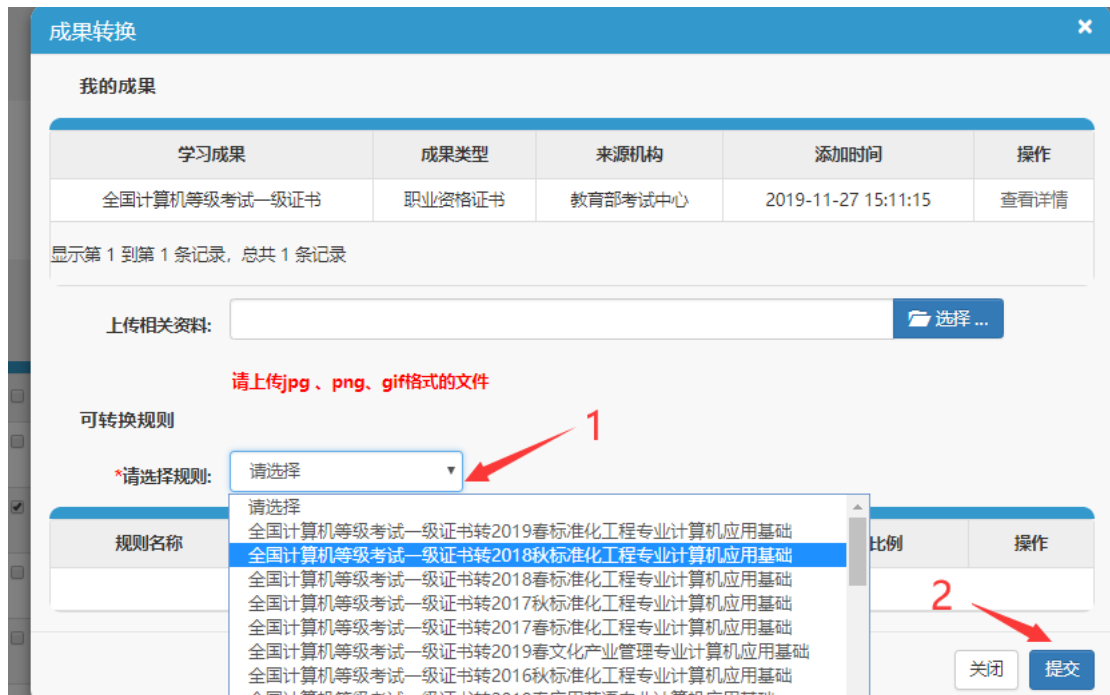 成果转换 ×
我的成果
学习成果 成果类型 来源机构 添加时间 操作
全国计算机等级考试一级证书 职业资格证书 教育部考试中心 2019-11-27 15:11:15 查看详情
显示第 1 到第 1 条记录，总共 1 条记录
上传相关资料: 选择 ...
请上传jpg 、png、gif格式的文件
可转换规则
1
*请选择规则: 请选择
请选择
全国计算机等级考试一级证书转2019春标准化工程专业计算机应用基础
规则名称 比例 操作
全国计算机等级考试一级证书转2018秋标准化工程专业计算机应用基础
全国计算机等级考试一级证书转2018春标准化工程专业计算机应用基础
全国计算机等级考试一级证书转2017秋标准化工程专业计算机应用基础
2
全国计算机等级考试一级证书转2017春标准化工程专业计算机应用基础
全国计算机等级考试一级证书转2019春文化产业管理专业计算机应用基础
全国计算机等级考试一级证书转2016秋标准化工程专业计算机应用基础
关闭 提交